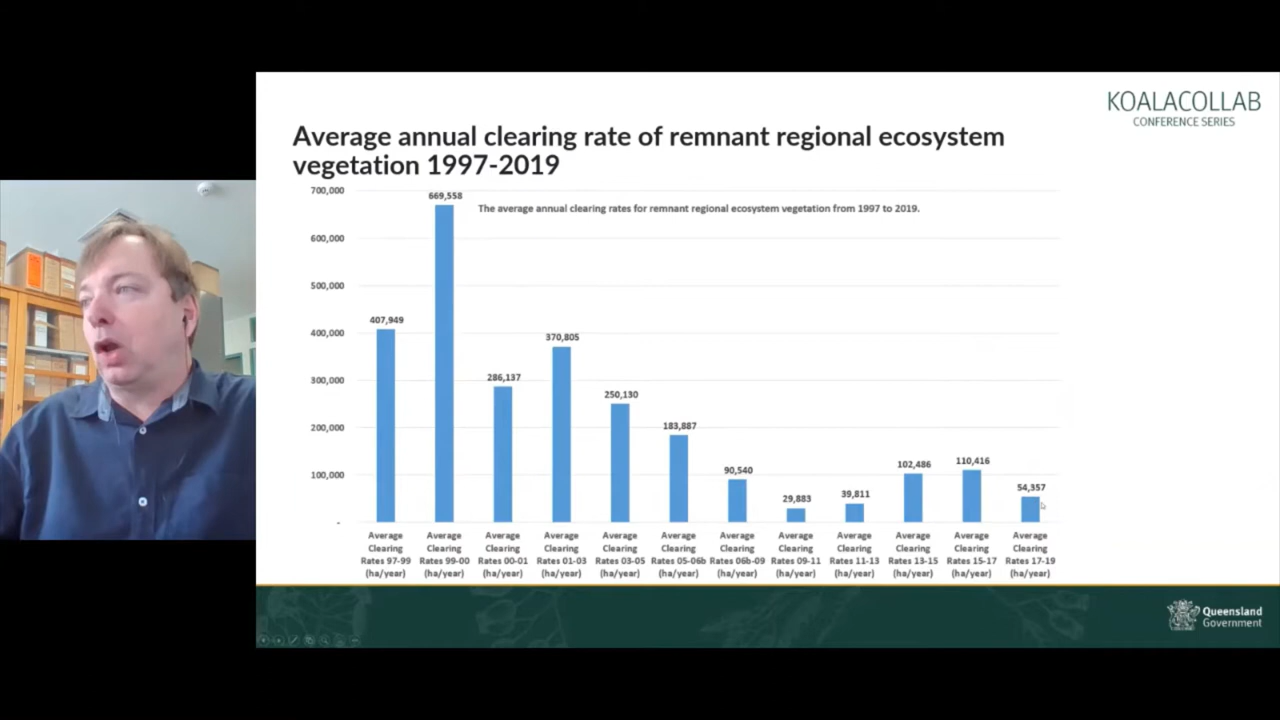 KOALACOLLAB
CONFERENCE SERIES
Average annual clearing rate of remnant regional ecosystem
vegetation 1997-2019
The average annual clearing rates for remnant regional ecosystem vegetation from 1997 to 2019.
700,000
600,000
500,000
400,000
300,000
200,000
100,000
-
407,949
669,558
286,137
370,805
250,130
183,887
90,540
29,883
39,811
102,486
110,416
54,357
Average Average Average Average Average Average Average Average Average Average Average Average
Clearing Clearing Clearing Clearing Clearing Clearing Clearing Clearing Clearing Clearing Clearing Clearing
Rates 97-99 Rates 99-00 Rates 00-01 Rates 01-03 Rates 03-05 Rates 05-06b Rates 06b-09 Rates 09-11 Rates 11-13 Rates 13-15 Rates 15-17 Rates 17-19
(ha/year) (ha/year) (ha/year) (ha/year) (ha/year) (ha/year) (ha/year) (ha/year) (ha/year) (ha/year) (ha/year) (ha/year)
Queensland
Government